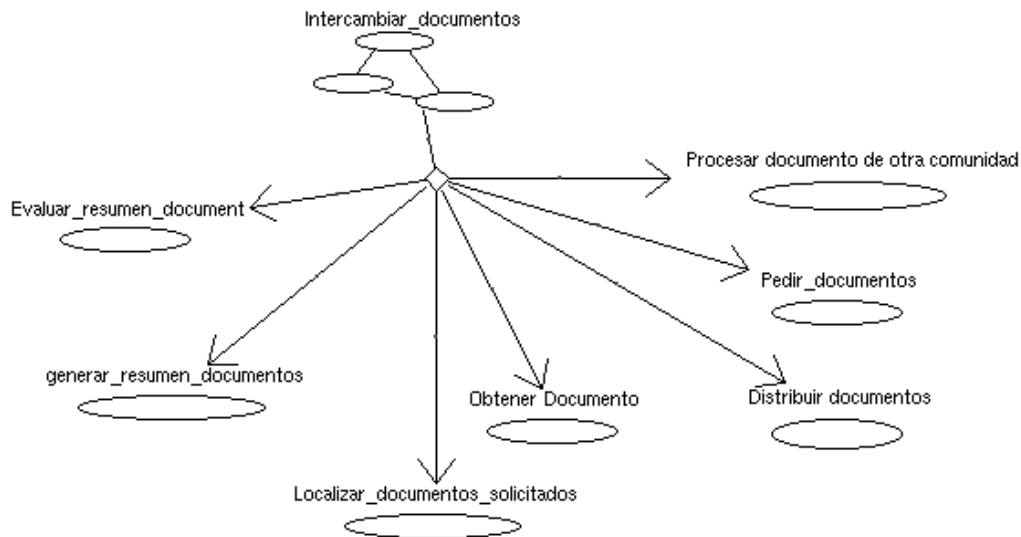 Intercambiar_documentos
Procesar documento de otra comunidad
Evaluar_resumen_document
Pedir_documentos
generar_resumen_documentos
Obtener Documento
Distribuir documentos
Localizar_documentos_solicitados